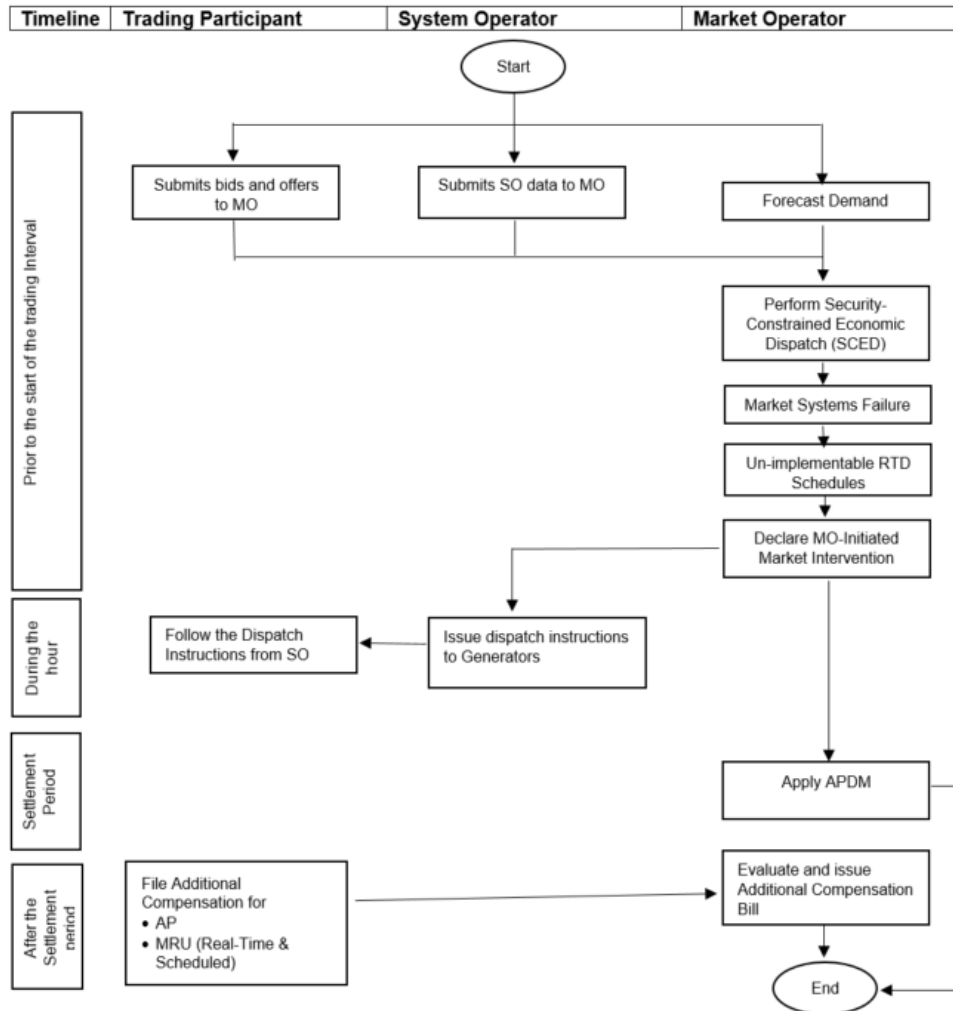 Timeline
Trading Participant
System Operator
Market Operator
Start
Prior to the start of the trading Interval
Submits bids and offers
to MO
Submits SO data to MO
Forecast Demand
Perform Security-
Constrained Economic
Dispatch (SCED)
Market Systems Failure
Un-implementable RTD
Schedules
Declare MO-Initiated
Market Intervention
During the
hour
Follow the Dispatch
Instructions from SO
Issue dispatch instructions
to Generators
Settlement
Period
Apply APDM
After the
Settlement
period
File Additional
Compensation for
• AP
• MRU (Real-Time &
Scheduled)
Evaluate and issue
Additional Compensation
Bill
End